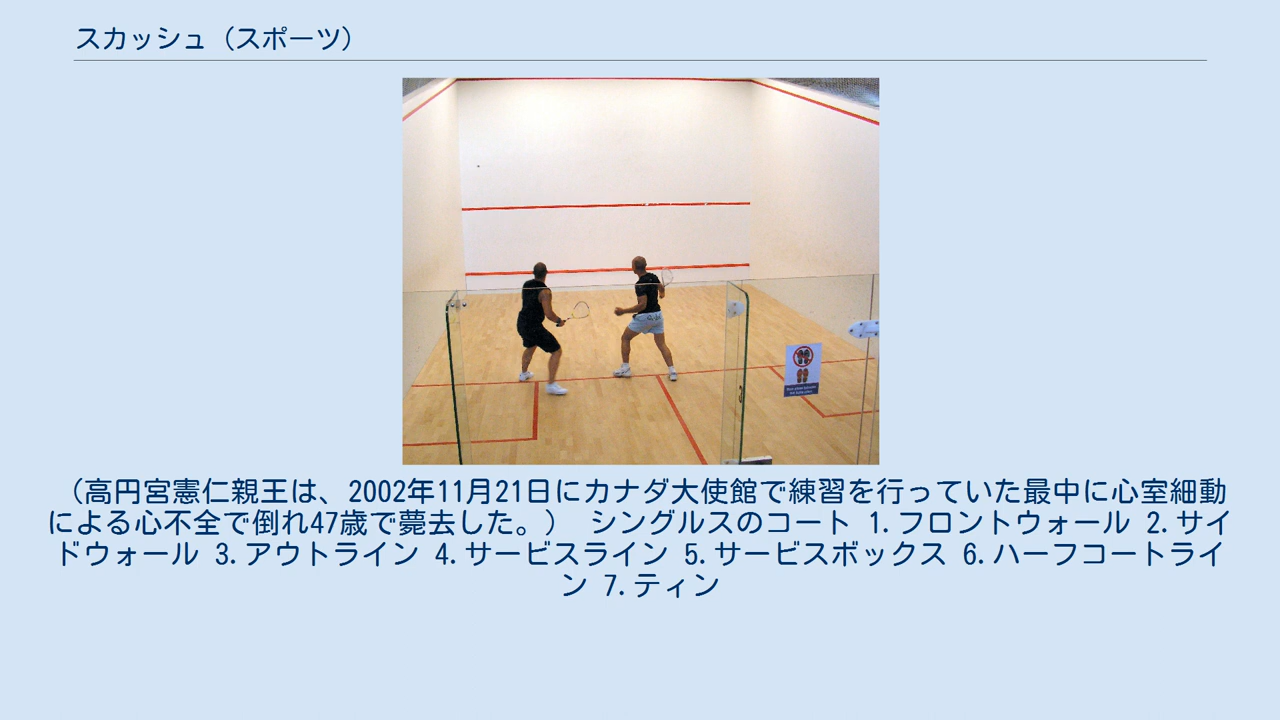 スカッシュ（スポーツ）
（高円宮憲仁親王は、2002年11月21日にカナダ大使館で練習を行っていた最中に心室細動
による心不全で倒れ47歳で薨去した。） シングルスのコート 1.フロントウォール 2.サイ
ドウォール 3.アウトライン 4.サービスライン 5.サービスボックス 6.ハーフコートライ
ン 7.ティン